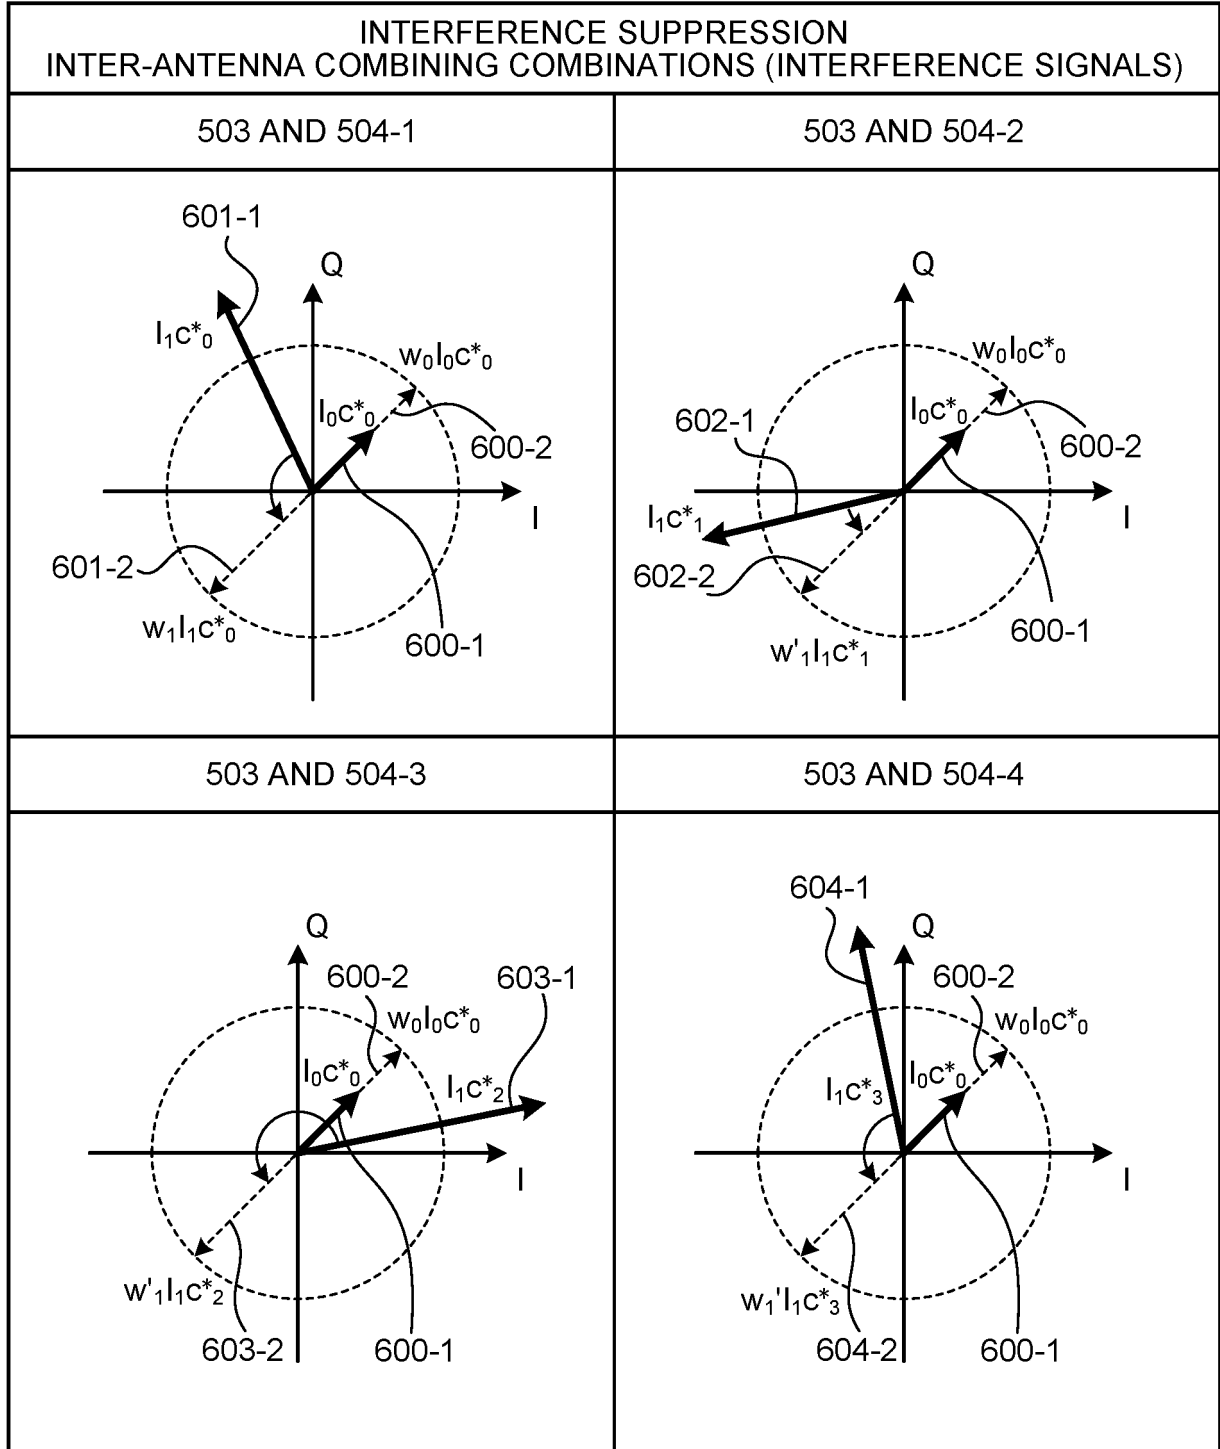 INTERFERENCE SUPPRESSION
INTER-ANTENNA COMBINING COMBINATIONS (INTERFERENCE SIGNALS)
503 AND 504-1
503 AND 504-2
601-1
Q
I₁c*₀
w₀I₀c*₀
I₀c*₀
600-2
I
601-2
w₁I₁c*₀
600-1
Q
w₀I₀c*₀
602-1
I₀c*₀
600-2
I₁c*₁
I
602-2
600-1
w'₁I₁c*₁
503 AND 504-3
503 AND 504-4
Q
600-2
603-1
w₀I₀c*₀
I₀c*₀
I₁c*₂
I
w'₁I₁c*₂
603-2
600-1
604-1
Q
600-2
w₀I₀c*₀
I₁c*₃
I₀c*₀
I
w₁'I₁c*₃
604-2
600-1